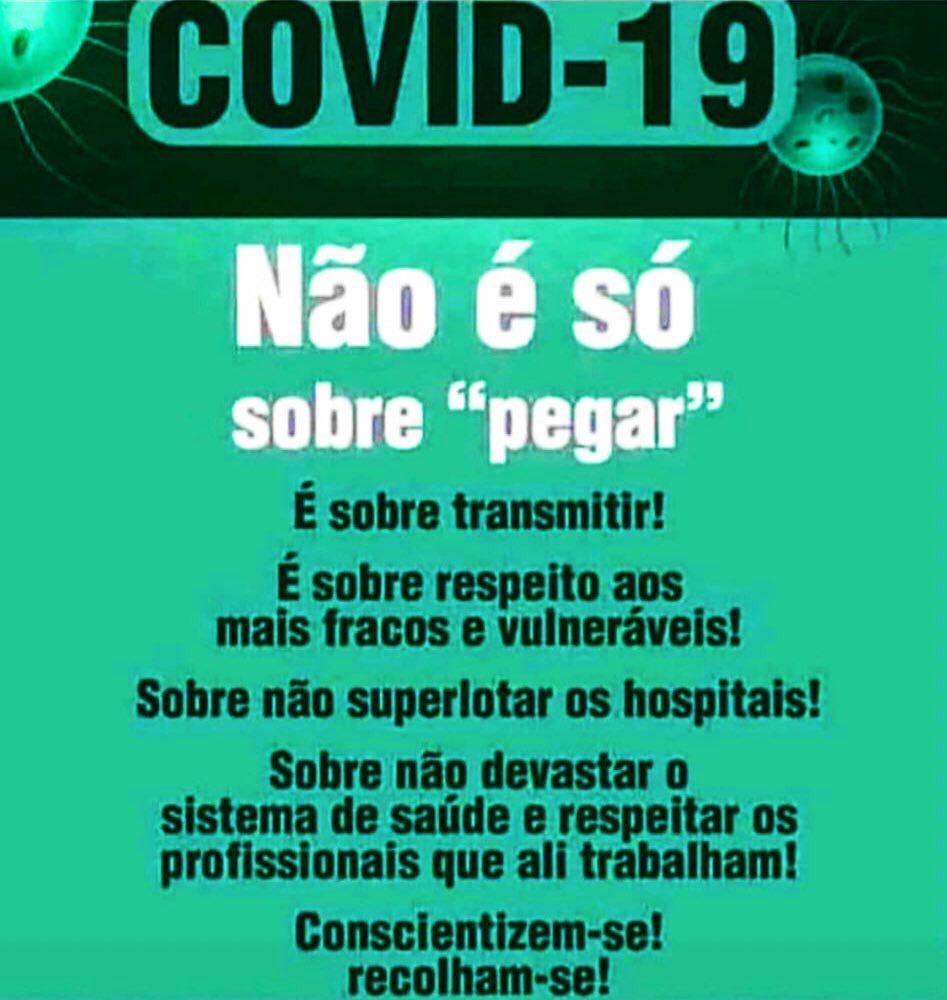 COVID-19
Não é só
sobre “pegar”
É sobre transmitir!
É sobre respeito aos
mais fracos e vulneráveis!
Sobre não superlotar os hospitais!
Sobre não devastar o
sistema de saúde e respeitar os
profissionais que ali trabalham!
Conscientizem-se!
recolham-se!